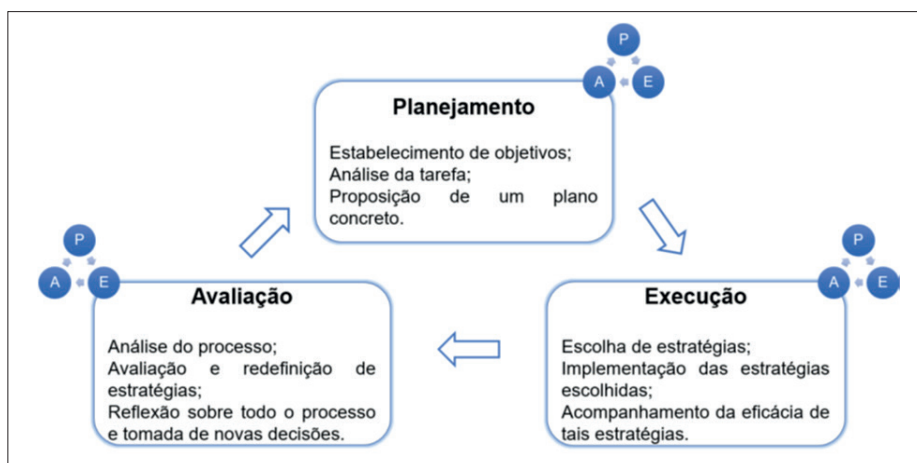 P
A E
Planejamento
Estabelecimento de objetivos;
Análise da tarefa;
Proposição de um plano
concreto.
P
A E
Avaliação
Análise do processo;
Avaliação e redefinição de
estratégias;
Reflexão sobre todo o processo
e tomada de novas decisões.
P
A E
Execução
Escolha de estratégias;
Implementação das estratégias
escolhidas;
Acompanhamento da eficácia de
tais estratégias.